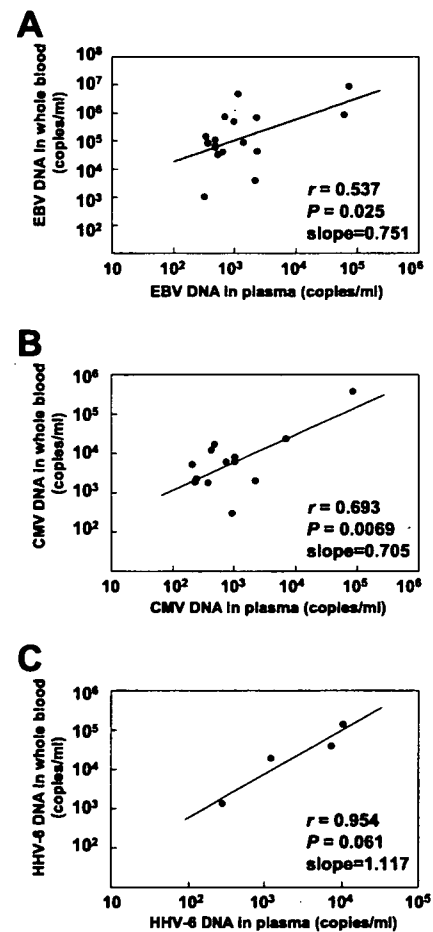 A
EBV DNA in whole blood
(copies/ml)
10⁸
10⁷
10⁶
10⁵
10⁴
10³
10²
r = 0.537
P = 0.025
slope=0.751
10 10² 10³ 10⁴ 10⁵ 10⁶
EBV DNA in plasma (copies/ml)
B
CMV DNA in whole blood
(copies/ml)
10⁶
10⁵
10⁴
10³
10²
r = 0.693
P = 0.0069
slope=0.705
10 10² 10³ 10⁴ 10⁵ 10⁶
CMV DNA in plasma (copies/ml)
C
HHV-6 DNA in whole blood
(copies/ml)
10⁶
10⁵
10⁴
10³
10²
r = 0.954
P = 0.061
slope=1.117
10 10² 10³ 10⁴ 10⁵
HHV-6 DNA in plasma (copies/ml)